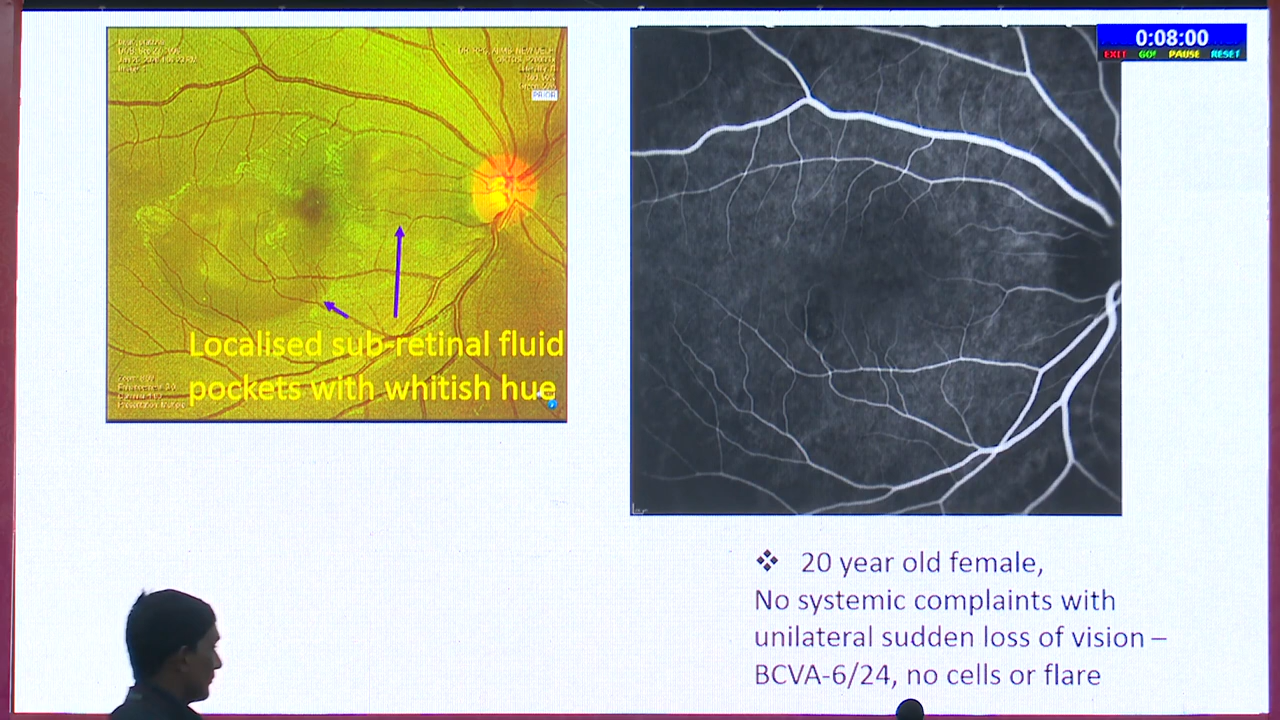 0:08:00
EXIT GO! PAUSE RESET
PRIOR
Localised sub-retinal fluid
pockets with whitish hue
❖ 20 year old female,
No systemic complaints with
unilateral sudden loss of vision –
BCVA-6/24, no cells or flare